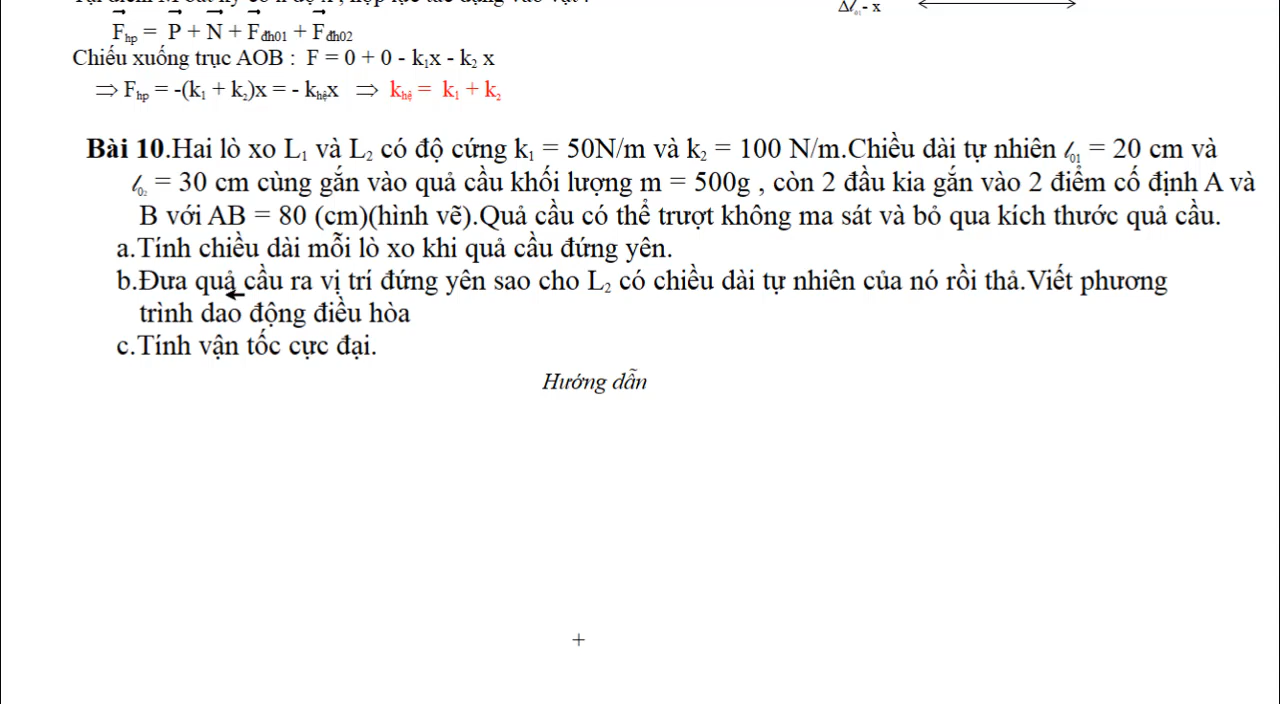 Δℓ₀₁ - x
F hp = P + N + F đh01 + F đh02
Chiếu xuống trục AOB : F = 0 + 0 - k₁x - k₂ x
⇒ F hp = -(k₁ + k₂)x = - k hệ x ⇒ k hệ = k₁ + k₂
Bài 10.Hai lò xo L₁ và L₂ có độ cứng k₁ = 50N/m và k₂ = 100 N/m.Chiều dài tự nhiên ℓ₀₁ = 20 cm và
ℓ₀₂ = 30 cm cùng gắn vào quả cầu khối lượng m = 500g , còn 2 đầu kia gắn vào 2 điểm cố định A và
B với AB = 80 (cm)(hình vẽ).Quả cầu có thể trượt không ma sát và bỏ qua kích thước quả cầu.
a.Tính chiều dài mỗi lò xo khi quả cầu đứng yên.
b.Đưa quả cầu ra vị trí đứng yên sao cho L₂ có chiều dài tự nhiên của nó rồi thả.Viết phương
trình dao động điều hòa
c.Tính vận tốc cực đại.
Hướng dẫn